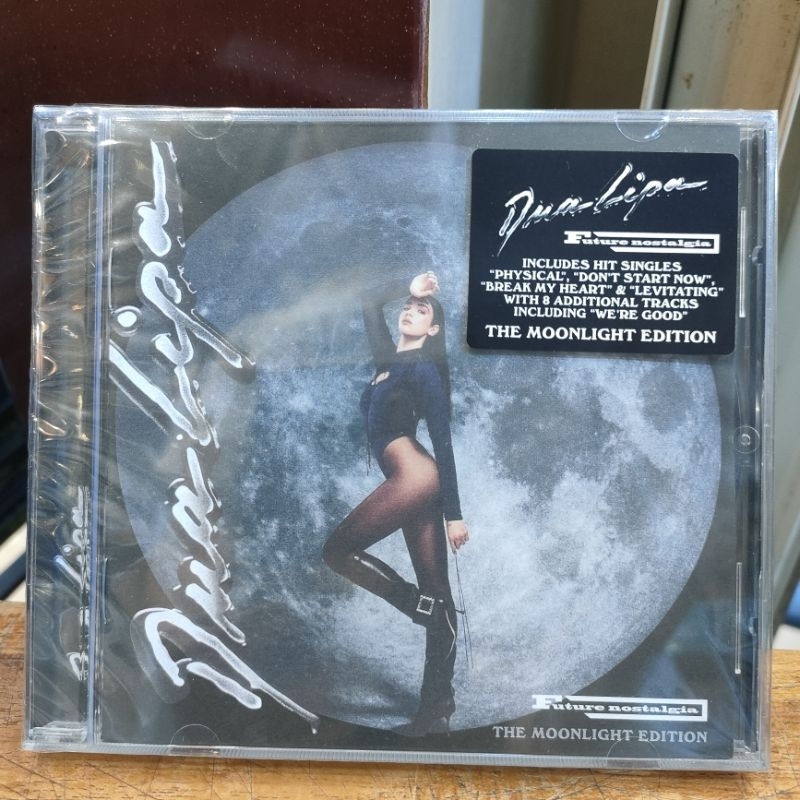 Dua Lipa
Dua Lipa
Future nostalgia
INCLUDES HIT SINGLES
"PHYSICAL", "DON'T START NOW",
"BREAK MY HEART" & "LEVITATING"
WITH 8 ADDITIONAL TRACKS
INCLUDING "WE'RE GOOD"
THE MOONLIGHT EDITION
Future nostalgia
THE MOONLIGHT EDITION
Lipa